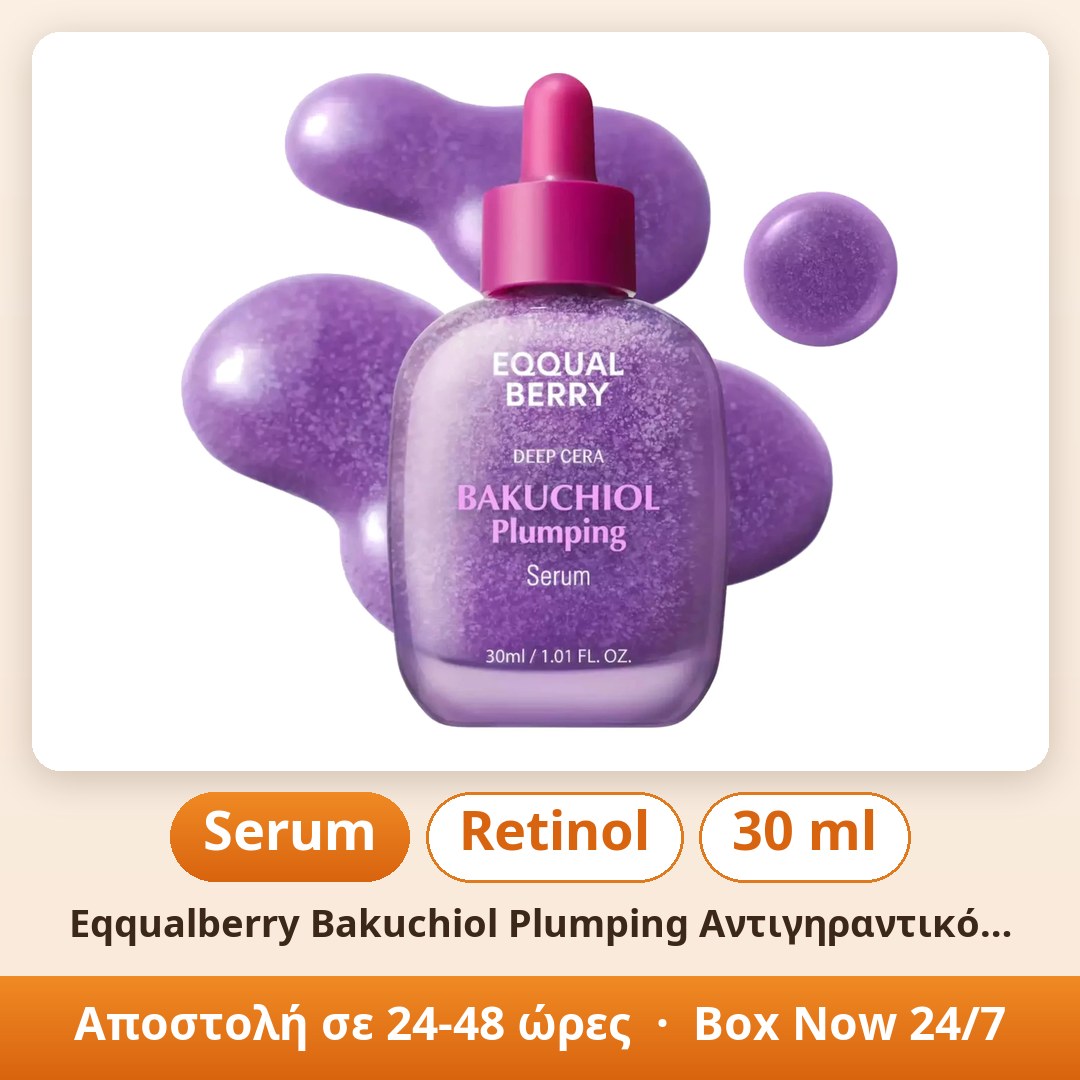 EQQUAL
BERRY
DEEP CERA
BAKUCHIOL
Plumping
Serum
30ml / 1.01 FL. OZ.
Serum Retinol 30 ml
Eqqualberry Bakuchiol Plumping Αντιγηραντικό...
Αποστολή σε 24-48 ώρες · Box Now 24/7